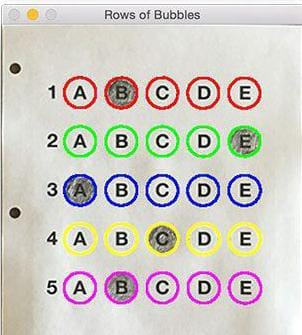 Rows of Bubbles
1 A B C D E
2 A B C D E
3 A B C D E
4 A B C D E
5 A B C D E